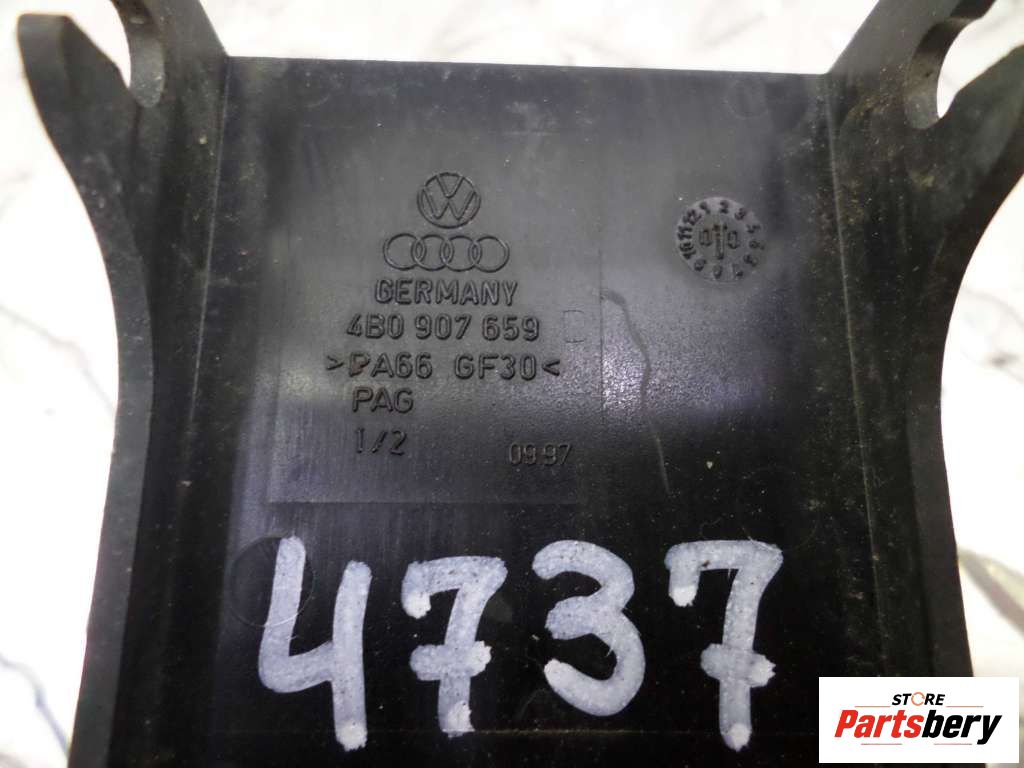 GERMANY
4B0 907 659 D
>PA66 GF30<
PAG
1/2 09.97
4737
STORE
Partsbery